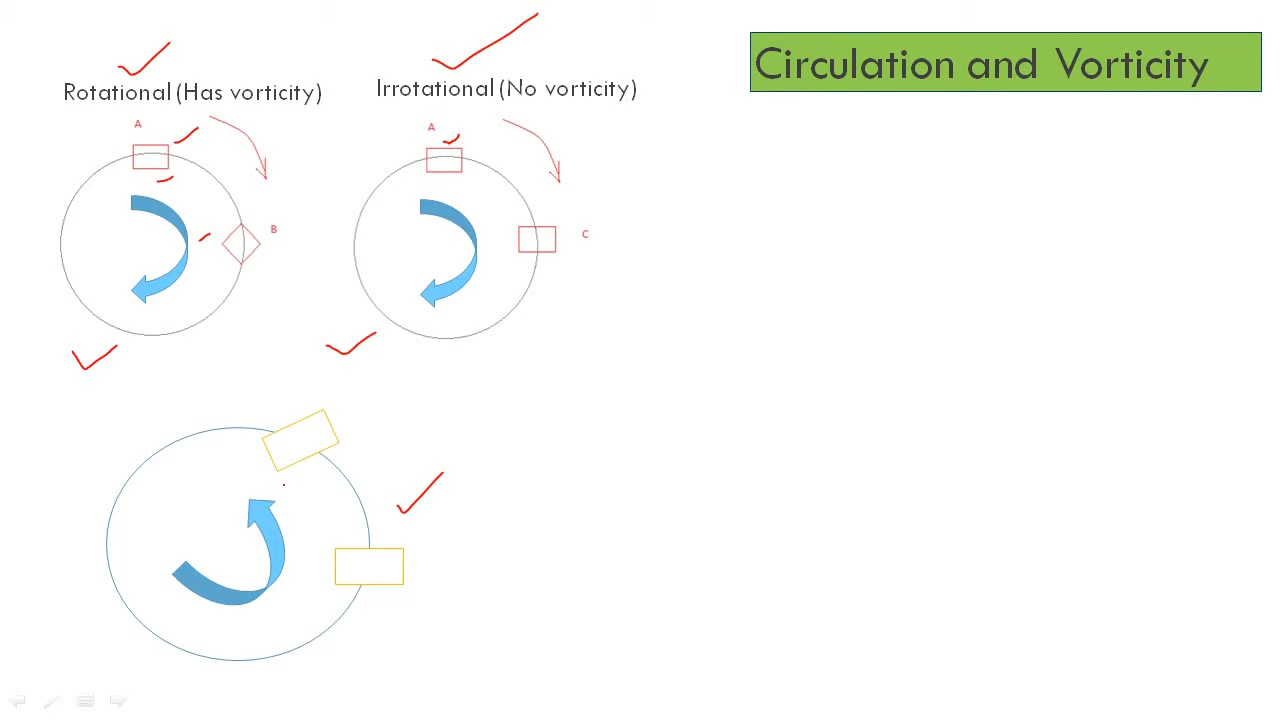 Circulation and Vorticity
Rotational (Has vorticity)
Irrotational (No vorticity)
A
B
A
C